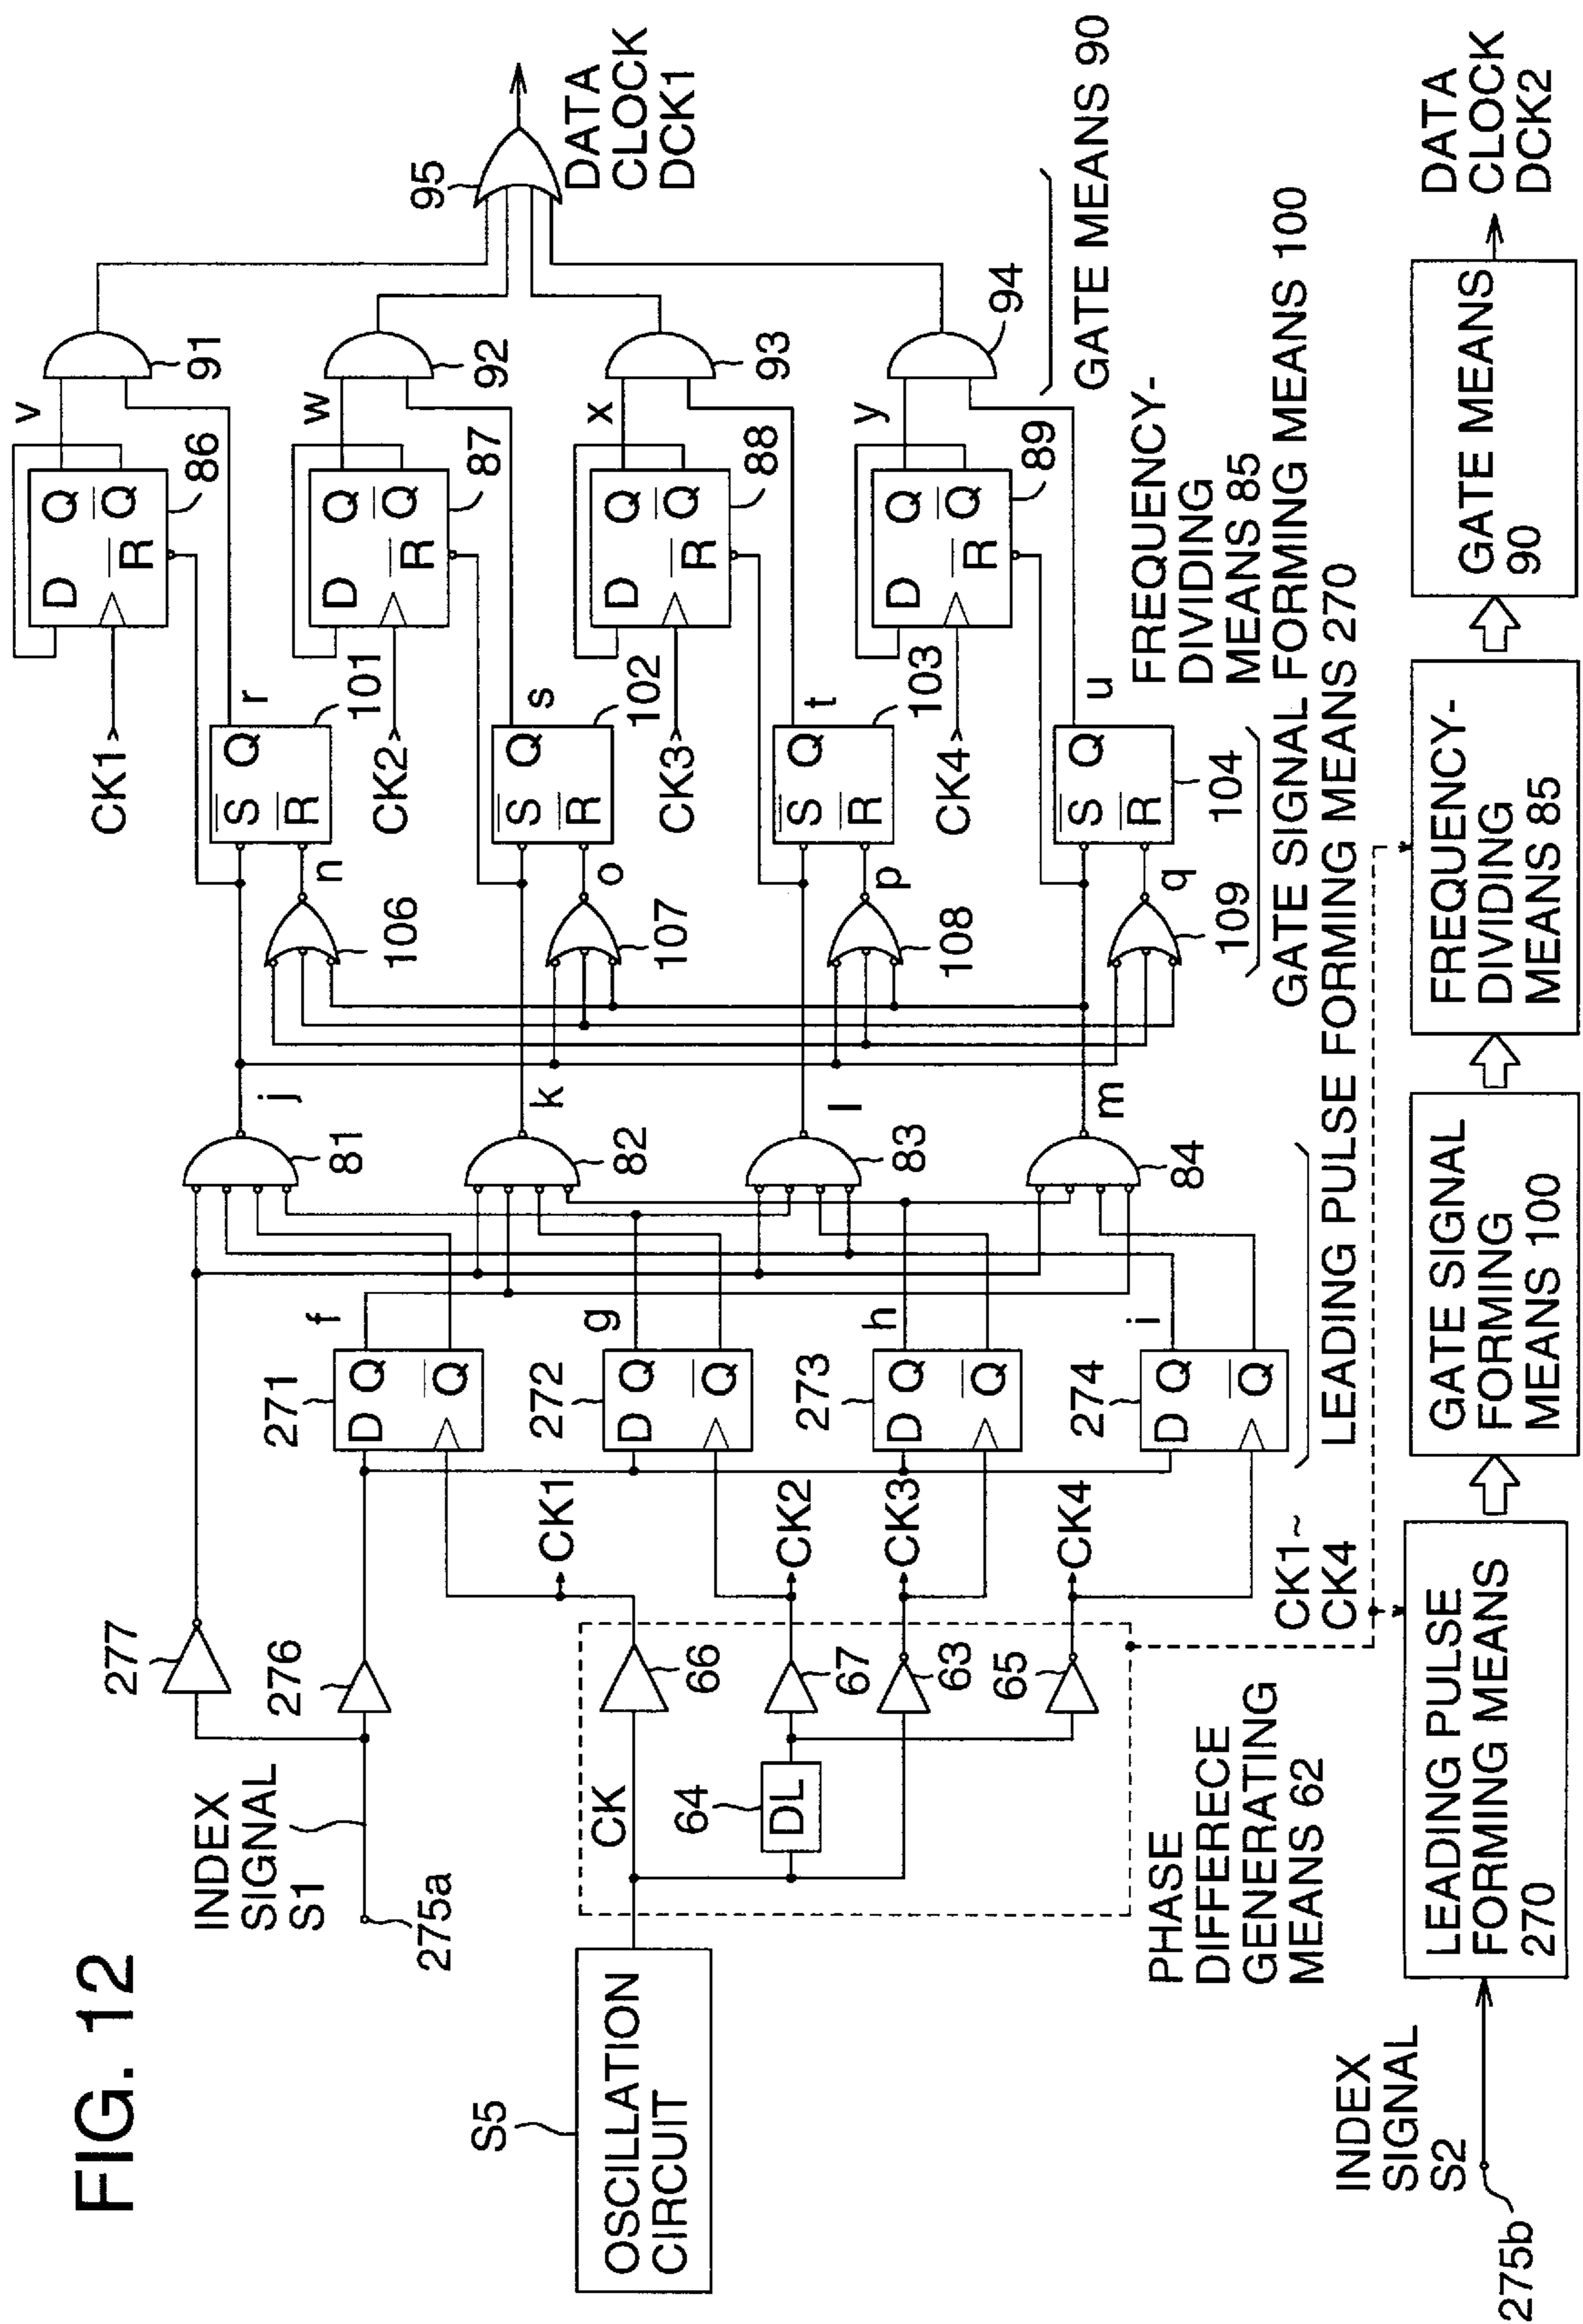 FIG. 12
INDEX
SIGNAL
S1
275a
277
276
OSCILLATION
CIRCUIT
S5
CK
64
DL
66
67
63
65
PHASE
DIFFERECE
GENERATING
MEANS 62
CK1
CK2
CK3
CK4
CK1~
CK4
271
D Q
Q
f
272
D Q
Q
g
273
D Q
Q
h
274
D Q
Q
i
81
82
83
84
j
k
l
m
LEADING PULSE FORMING MEANS 270
106
107
108
109
n
o
p
q
S Q
R
101
r
S Q
R
102
s
S Q
R
103
t
S Q
R
104
u
GATE SIGNAL FORMING MEANS 100
CK1
CK2
CK3
CK4
D Q
Q
R
86
v
D Q
Q
R
87
w
D Q
Q
R
88
x
D Q
Q
R
89
y
FREQUENCY-
DIVIDING
MEANS 85
91
92
93
94
95
GATE MEANS 90
DATA
CLOCK
DCK1
INDEX
SIGNAL
S2
275b
LEADING PULSE
FORMING MEANS
270
GATE SIGNAL
FORMING
MEANS 100
FREQUENCY-
DIVIDING
MEANS 85
GATE MEANS
90
DATA
CLOCK
DCK2